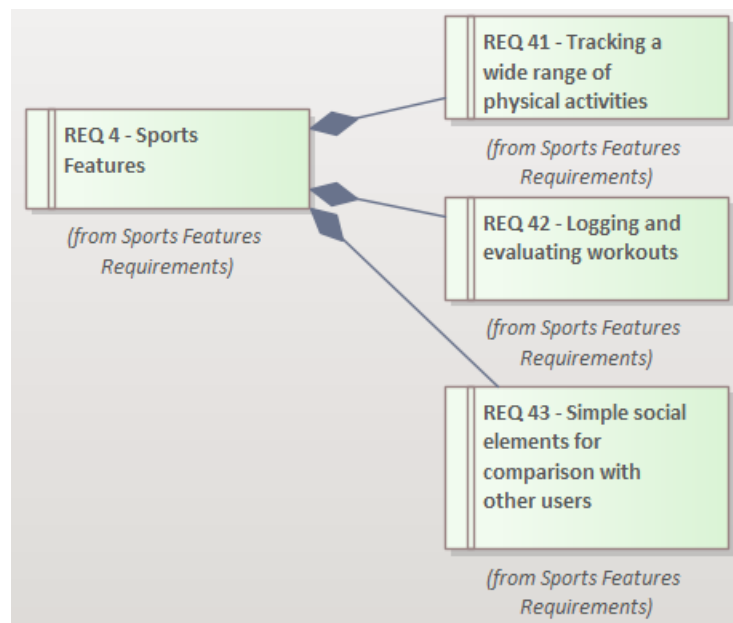 REQ 4 - Sports
Features
(from Sports Features
Requirements)
REQ 41 - Tracking a
wide range of
physical activities
(from Sports Features
Requirements)
REQ 42 - Logging and
evaluating workouts
(from Sports Features
Requirements)
REQ 43 - Simple social
elements for
comparison with
other users
(from Sports Features
Requirements)